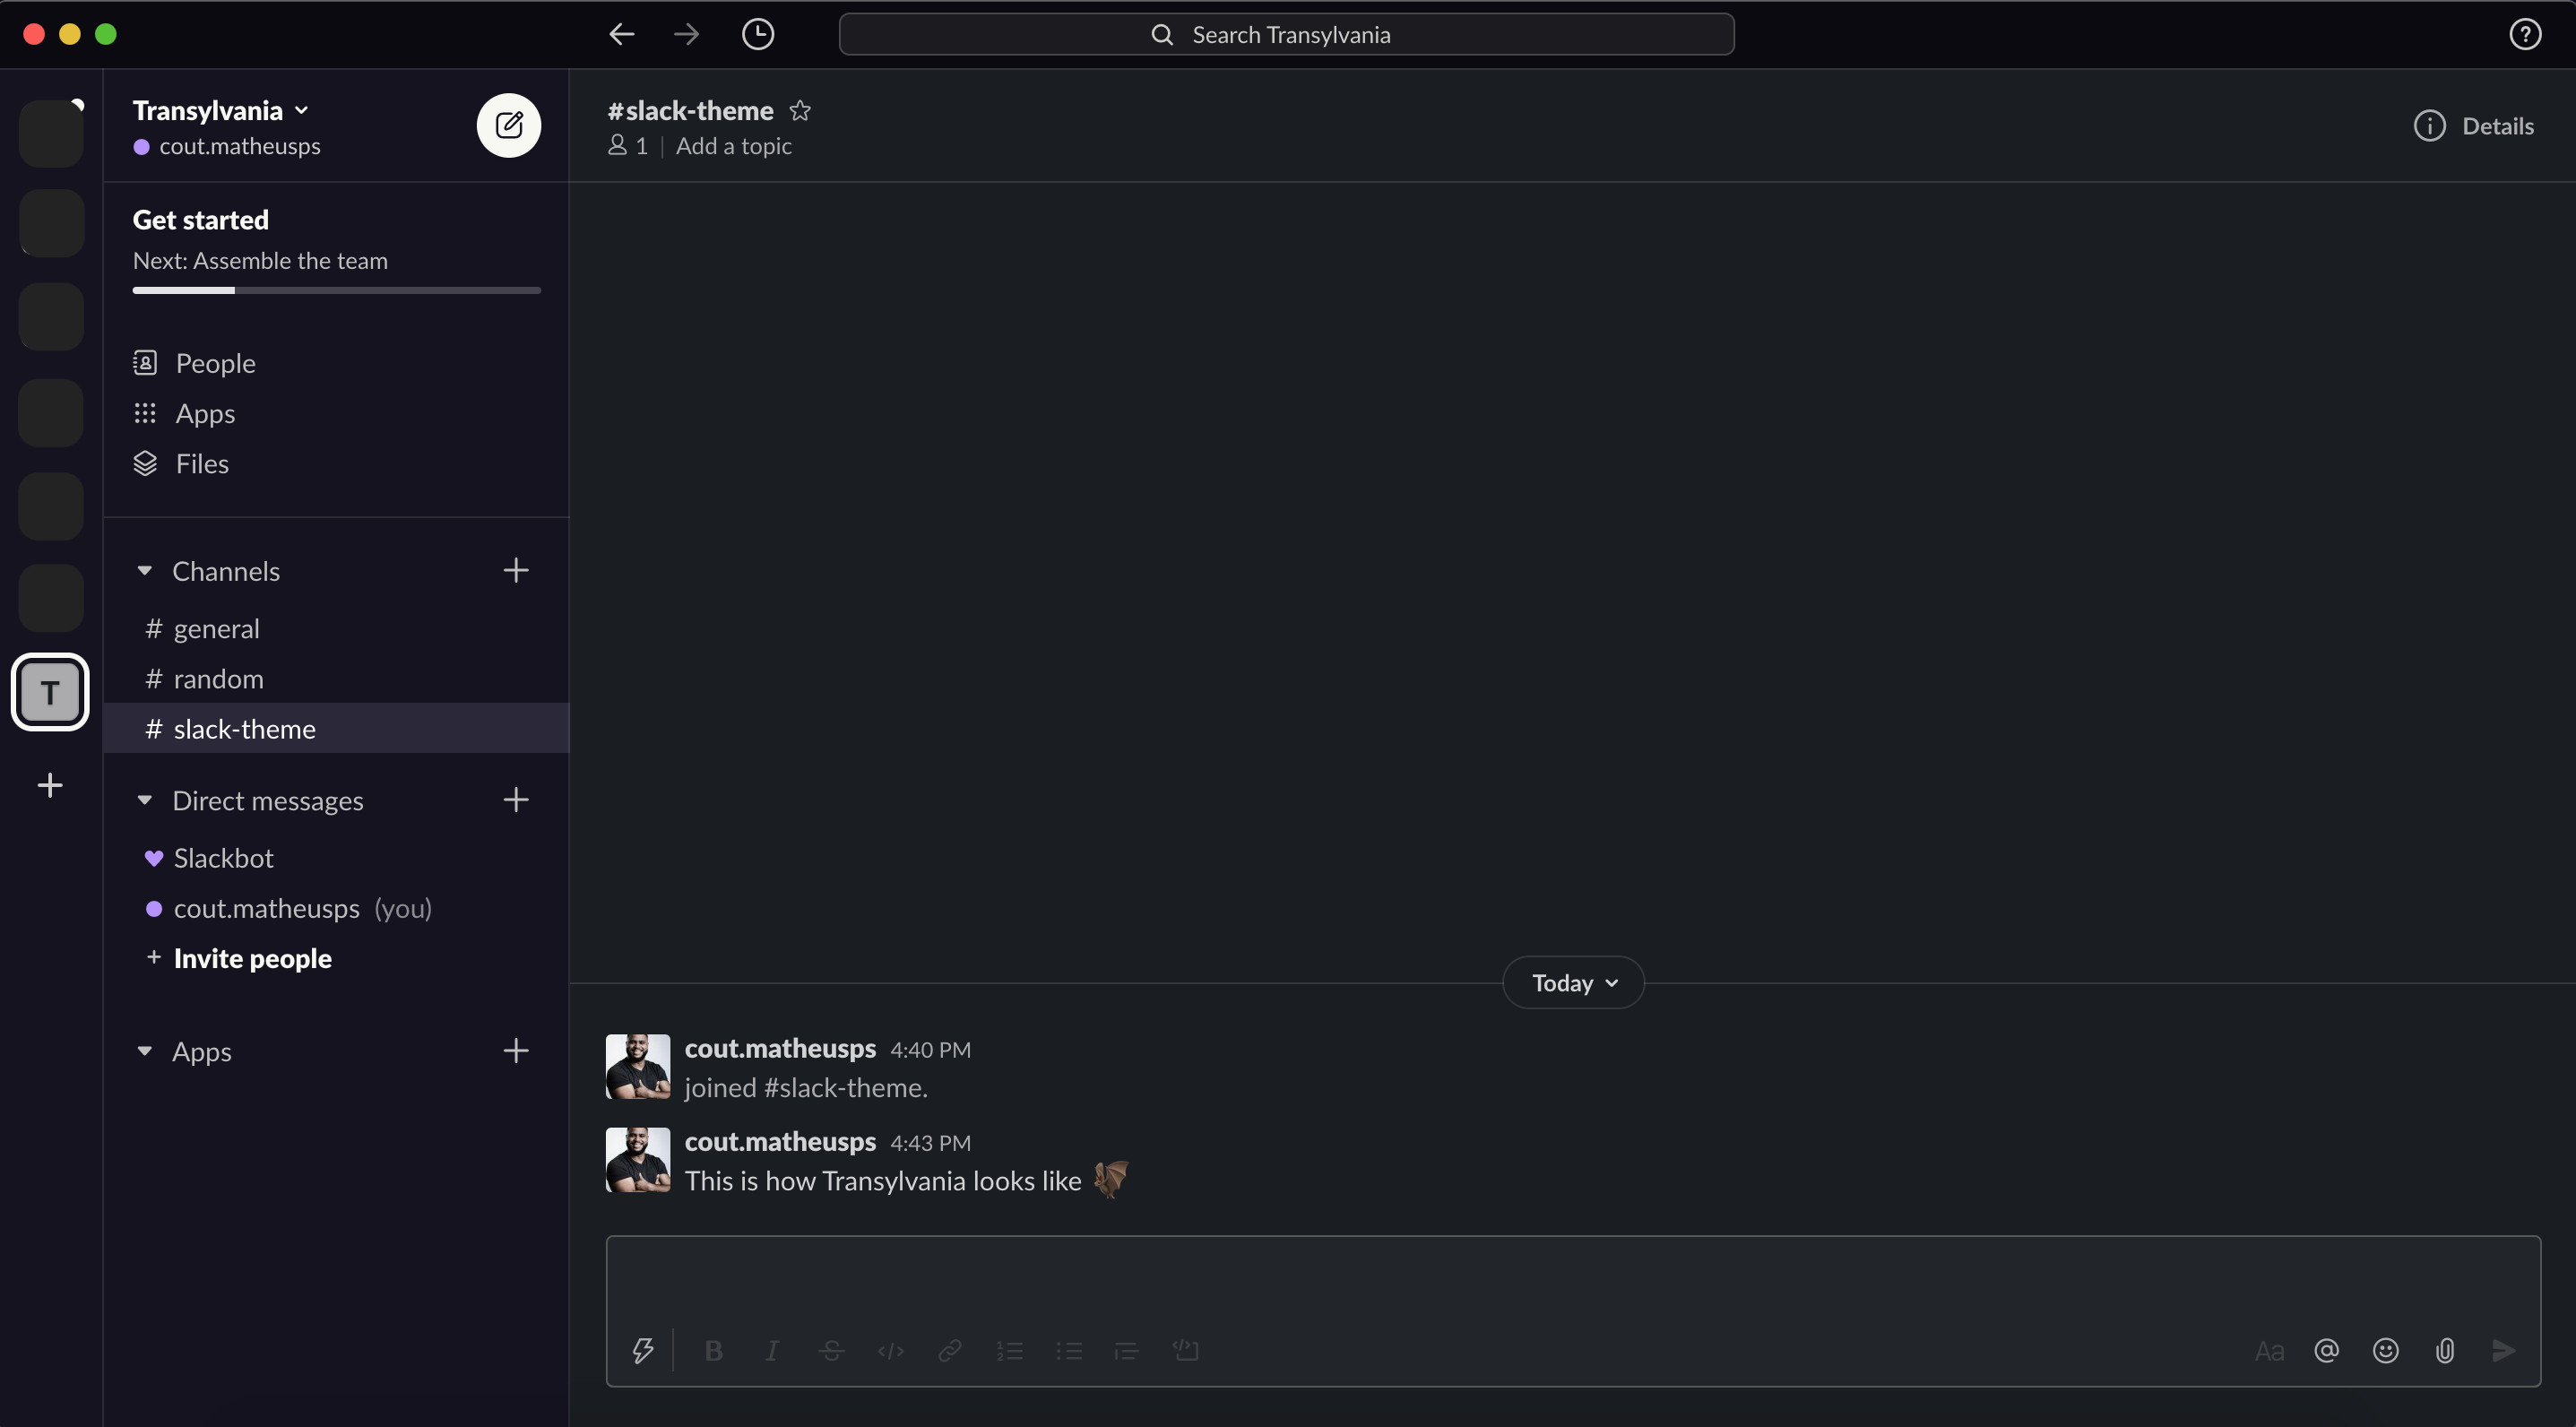 Search Transylvania
Transylvania
cout.matheusps
Get started
Next: Assemble the team
People
Apps
Files
Channels
# general
# random
# slack-theme
T
Direct messages
Slackbot
cout.matheusps (you)
+ Invite people
Apps
#slack-theme
1 | Add a topic
Details
Today
cout.matheusps 4:40 PM
joined #slack-theme.
cout.matheusps 4:43 PM
This is how Transylvania looks like 🦇
B I S </> Aa @